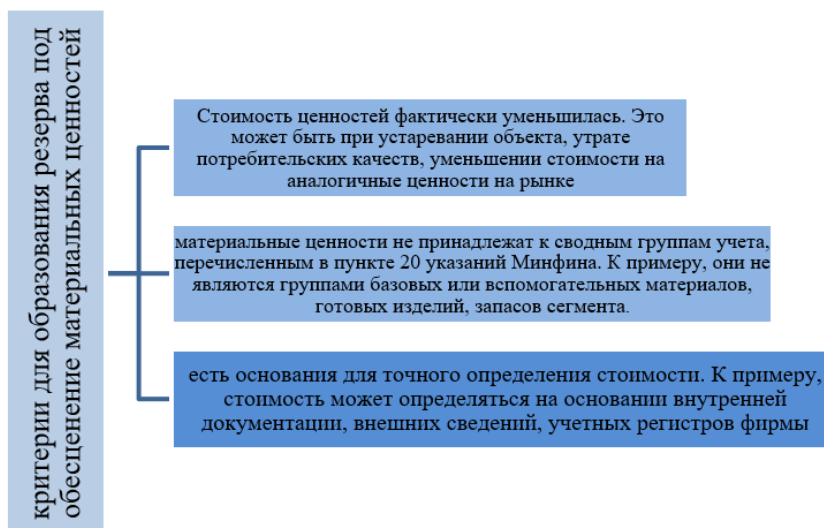 критерии для образования резерва под
обесценение материальных ценностей
Стоимость ценностей фактически уменьшилась. Это
может быть при устаревании объекта, утрате
потребительских качеств, уменьшении стоимости на
аналогичные ценности на рынке
материальные ценности не принадлежат к сводным группам учета,
перечисленным в пункте 20 указаний Минфина. К примеру, они не
являются группами базовых или вспомогательных материалов,
готовых изделий, запасов сегмента.
есть основания для точного определения стоимости. К примеру,
стоимость может определяться на основании внутренней
документации, внешних сведений, учетных регистров фирмы